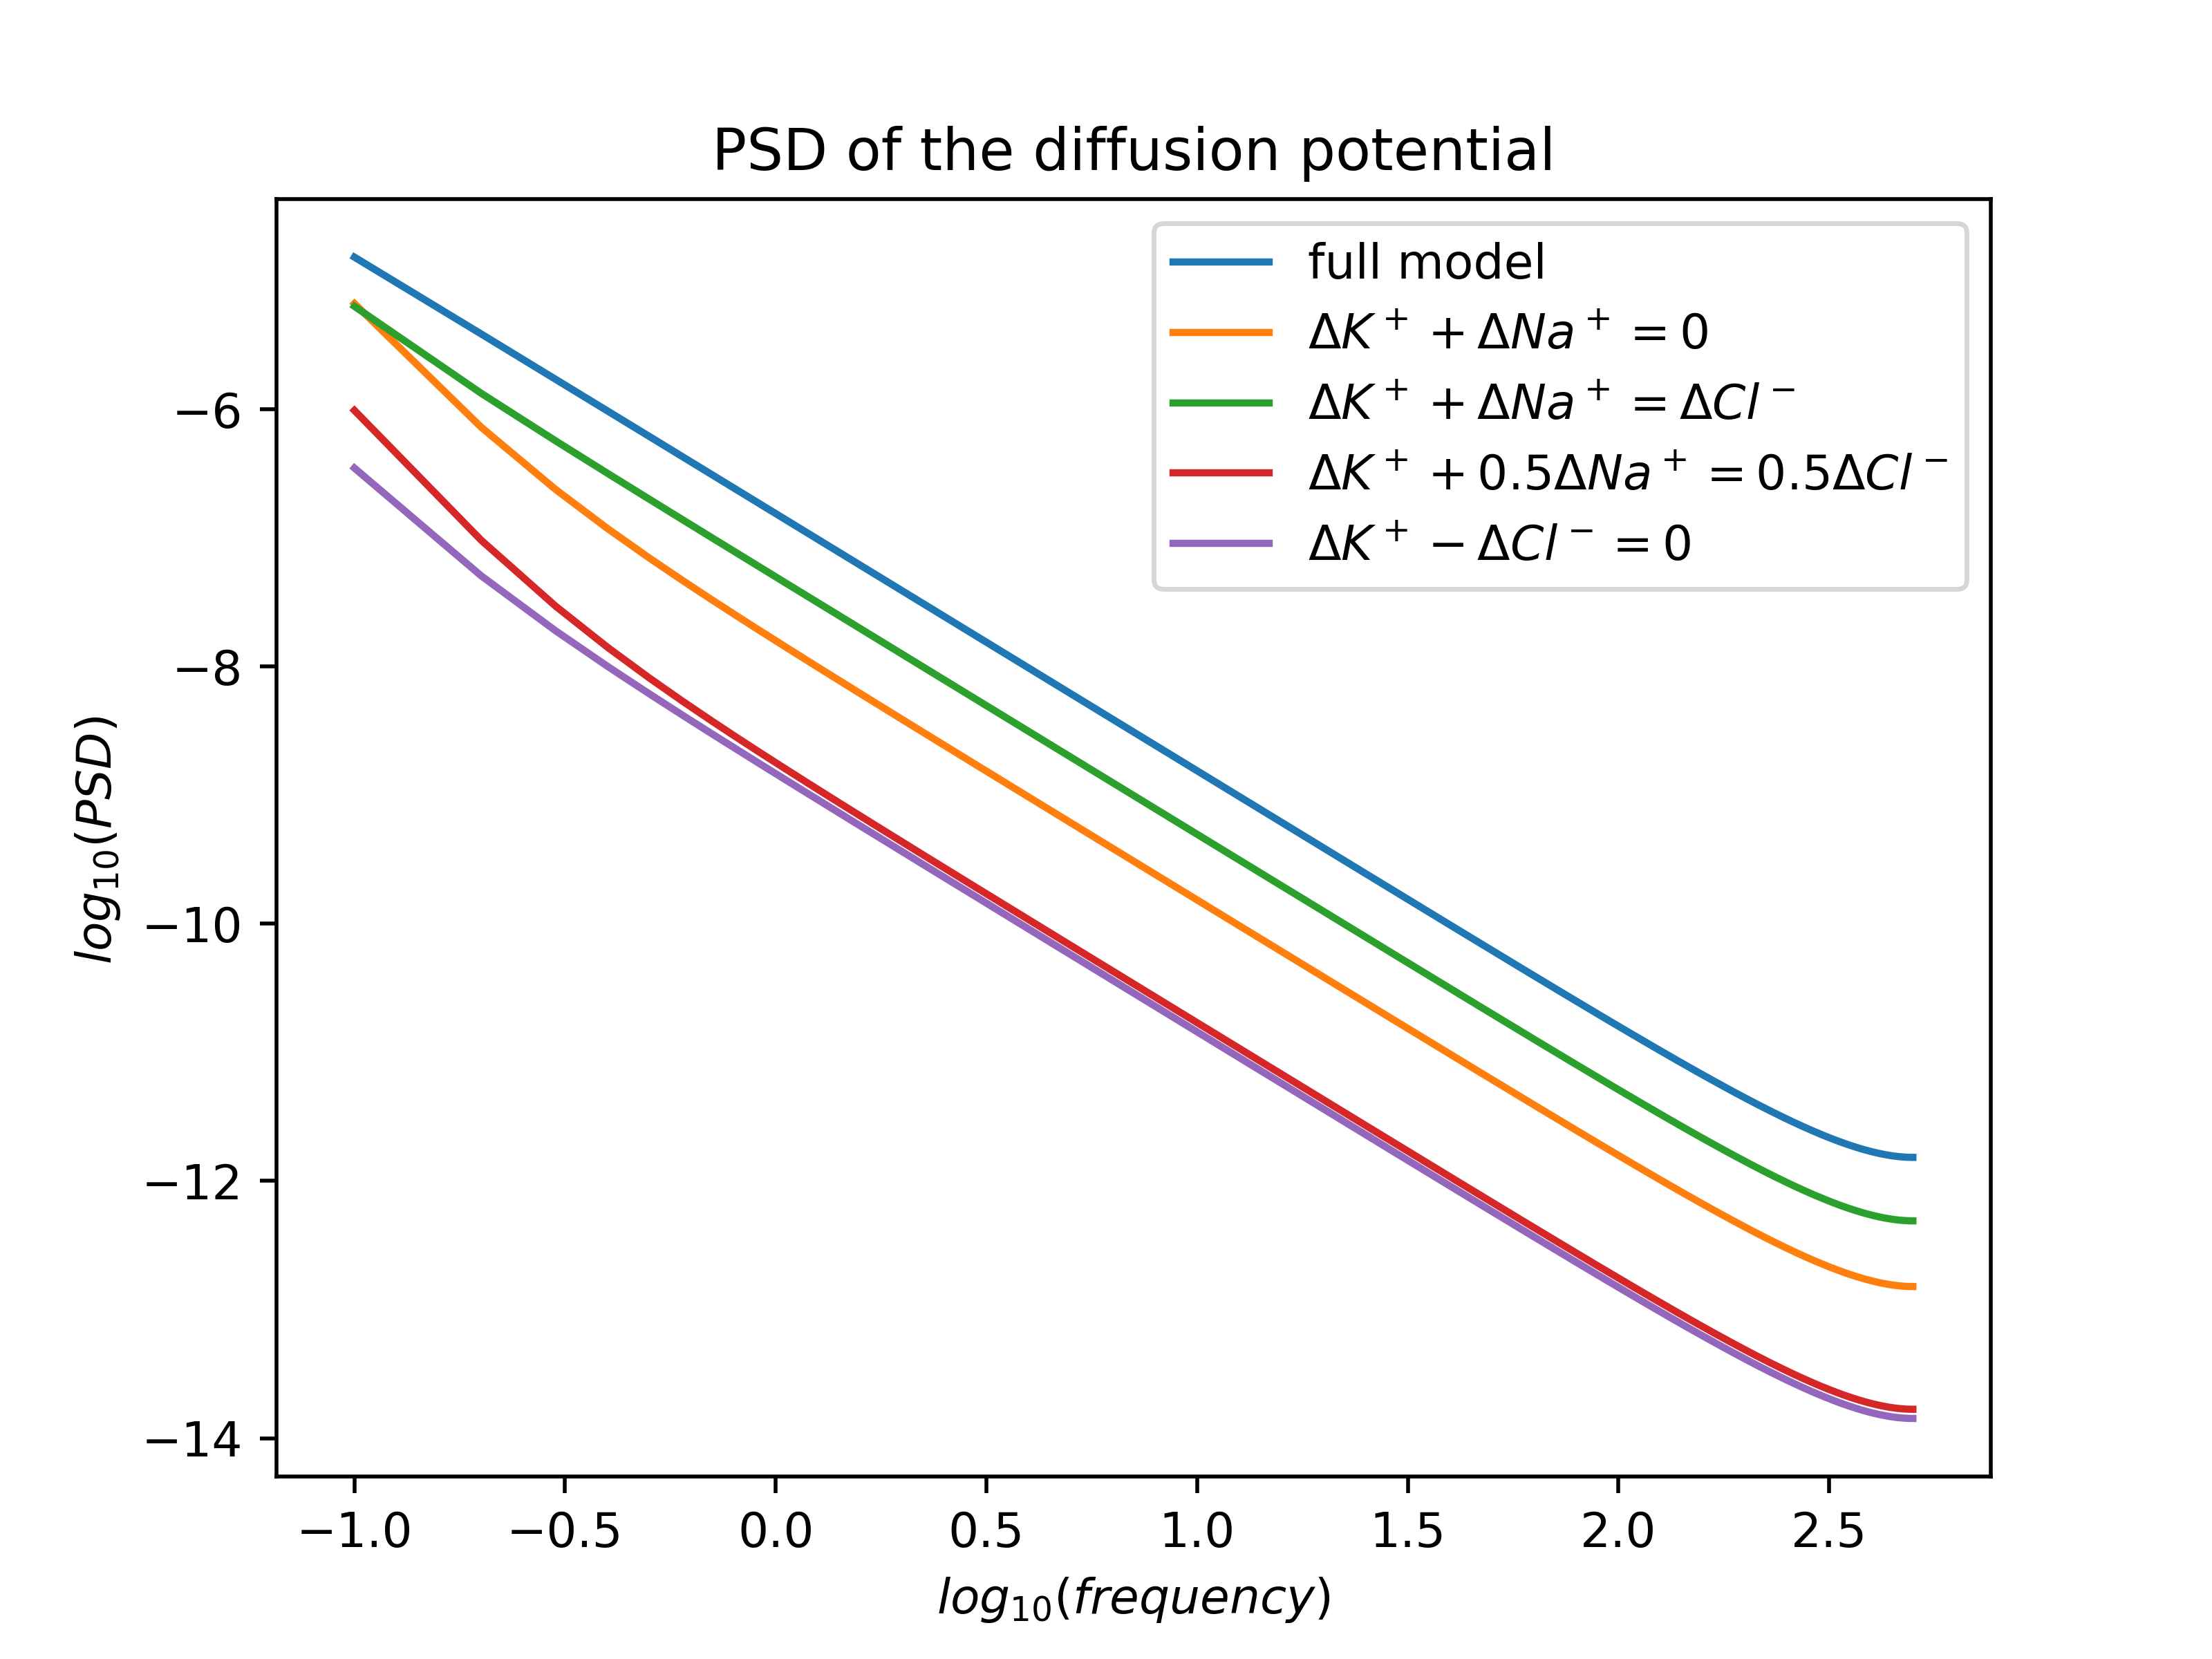 PSD of the diffusion potential
full model
ΔK⁺ + ΔNa⁺ = 0
ΔK⁺ + ΔNa⁺ = ΔCl⁻
ΔK⁺ + 0.5ΔNa⁺ = 0.5ΔCl⁻
ΔK⁺ − ΔCl⁻ = 0
log₁₀(PSD)
−6
−8
−10
−12
−14
−1.0 −0.5 0.0 0.5 1.0 1.5 2.0 2.5
log₁₀(frequency)